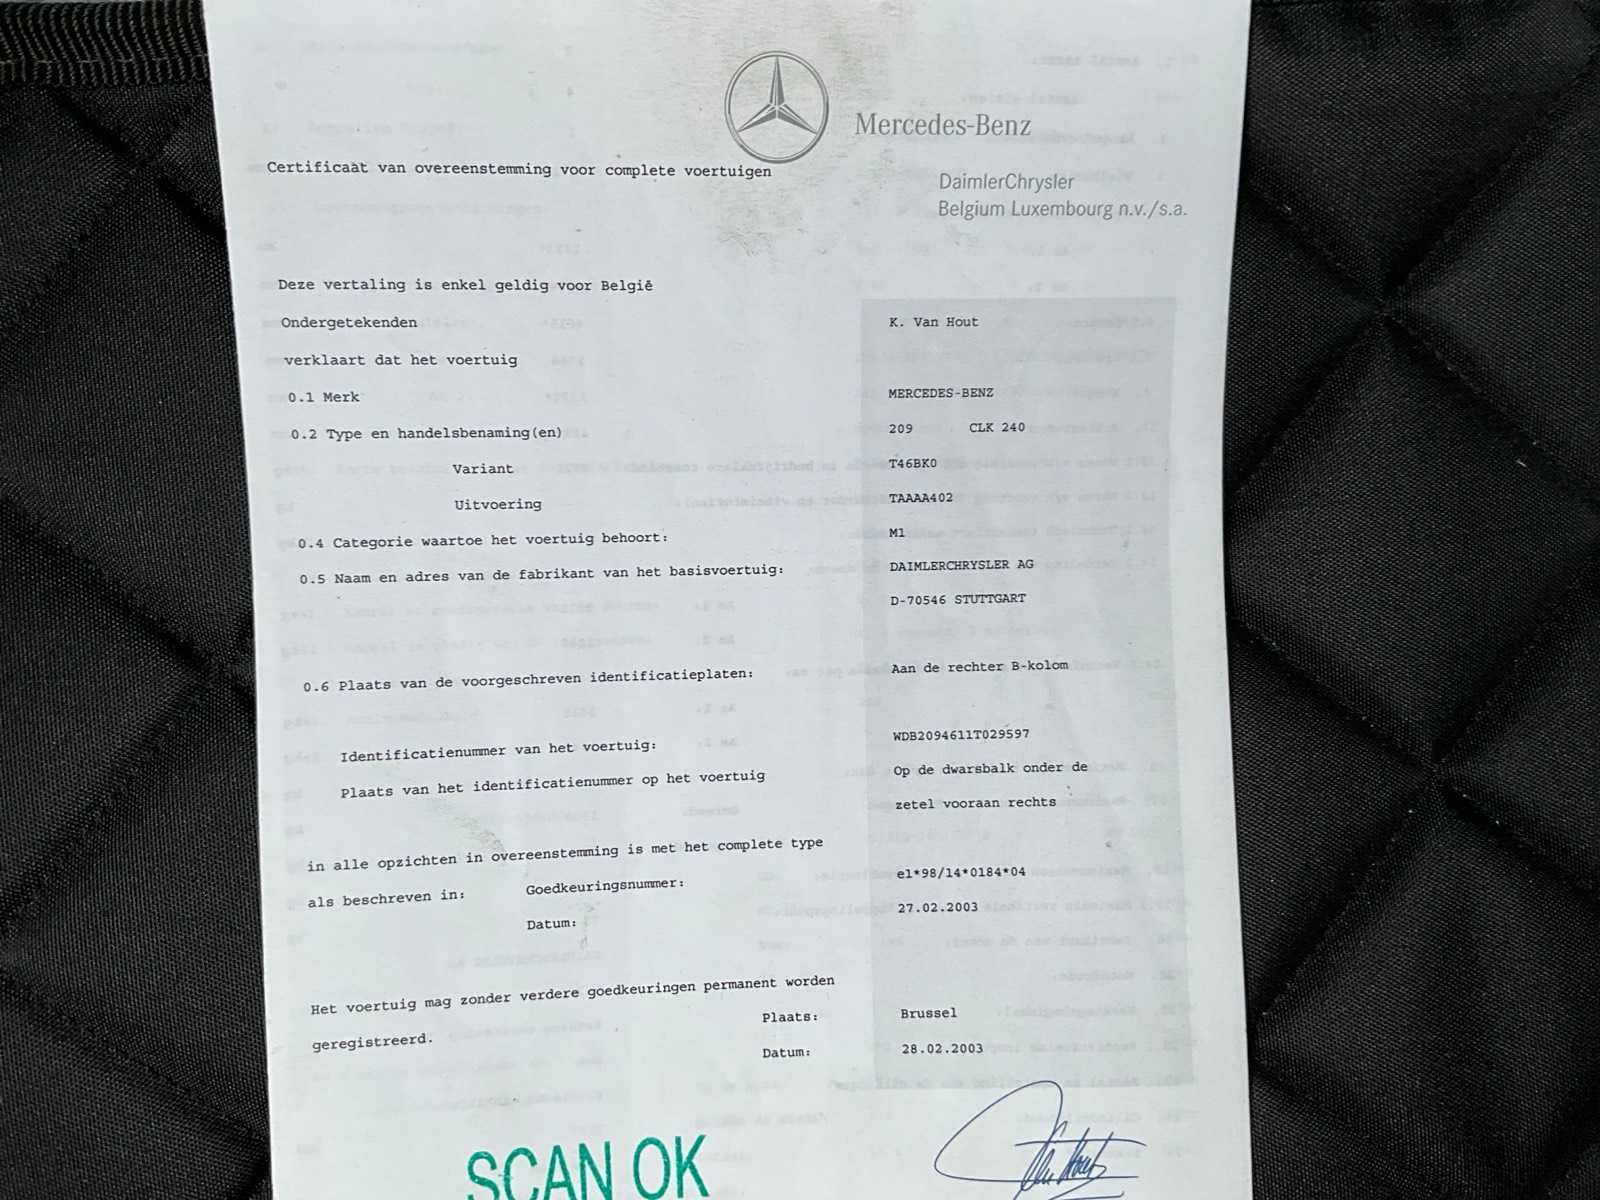 Mercedes-Benz
Certificaat van overeenstemming voor complete voertuigen
DaimlerChrysler
Belgium Luxembourg n.v./s.a.
Deze vertaling is enkel geldig voor België
Ondergetekenden K. Van Hout
verklaart dat het voertuig
0.1 Merk MERCEDES-BENZ
0.2 Type en handelsbenaming(en) 209 CLK 240
Variant T46BK0
Uitvoering TAAAA402
0.4 Categorie waartoe het voertuig behoort: M1
0.5 Naam en adres van de fabrikant van het basisvoertuig: DAIMLERCHRYSLER AG
D-70546 STUTTGART
0.6 Plaats van de voorgeschreven identificatieplaten: Aan de rechter B-kolom
Identificatienummer van het voertuig: WDB2094611T029597
Plaats van het identificatienummer op het voertuig Op de dwarsbalk onder de
zetel vooraan rechts
in alle opzichten in overeenstemming is met het complete type
als beschreven in: Goedkeuringsnummer: e1*98/14*0184*04
Datum: 27.02.2003
Het voertuig mag zonder verdere goedkeuringen permanent worden
geregistreerd. Plaats: Brussel
Datum: 28.02.2003
SCAN OK